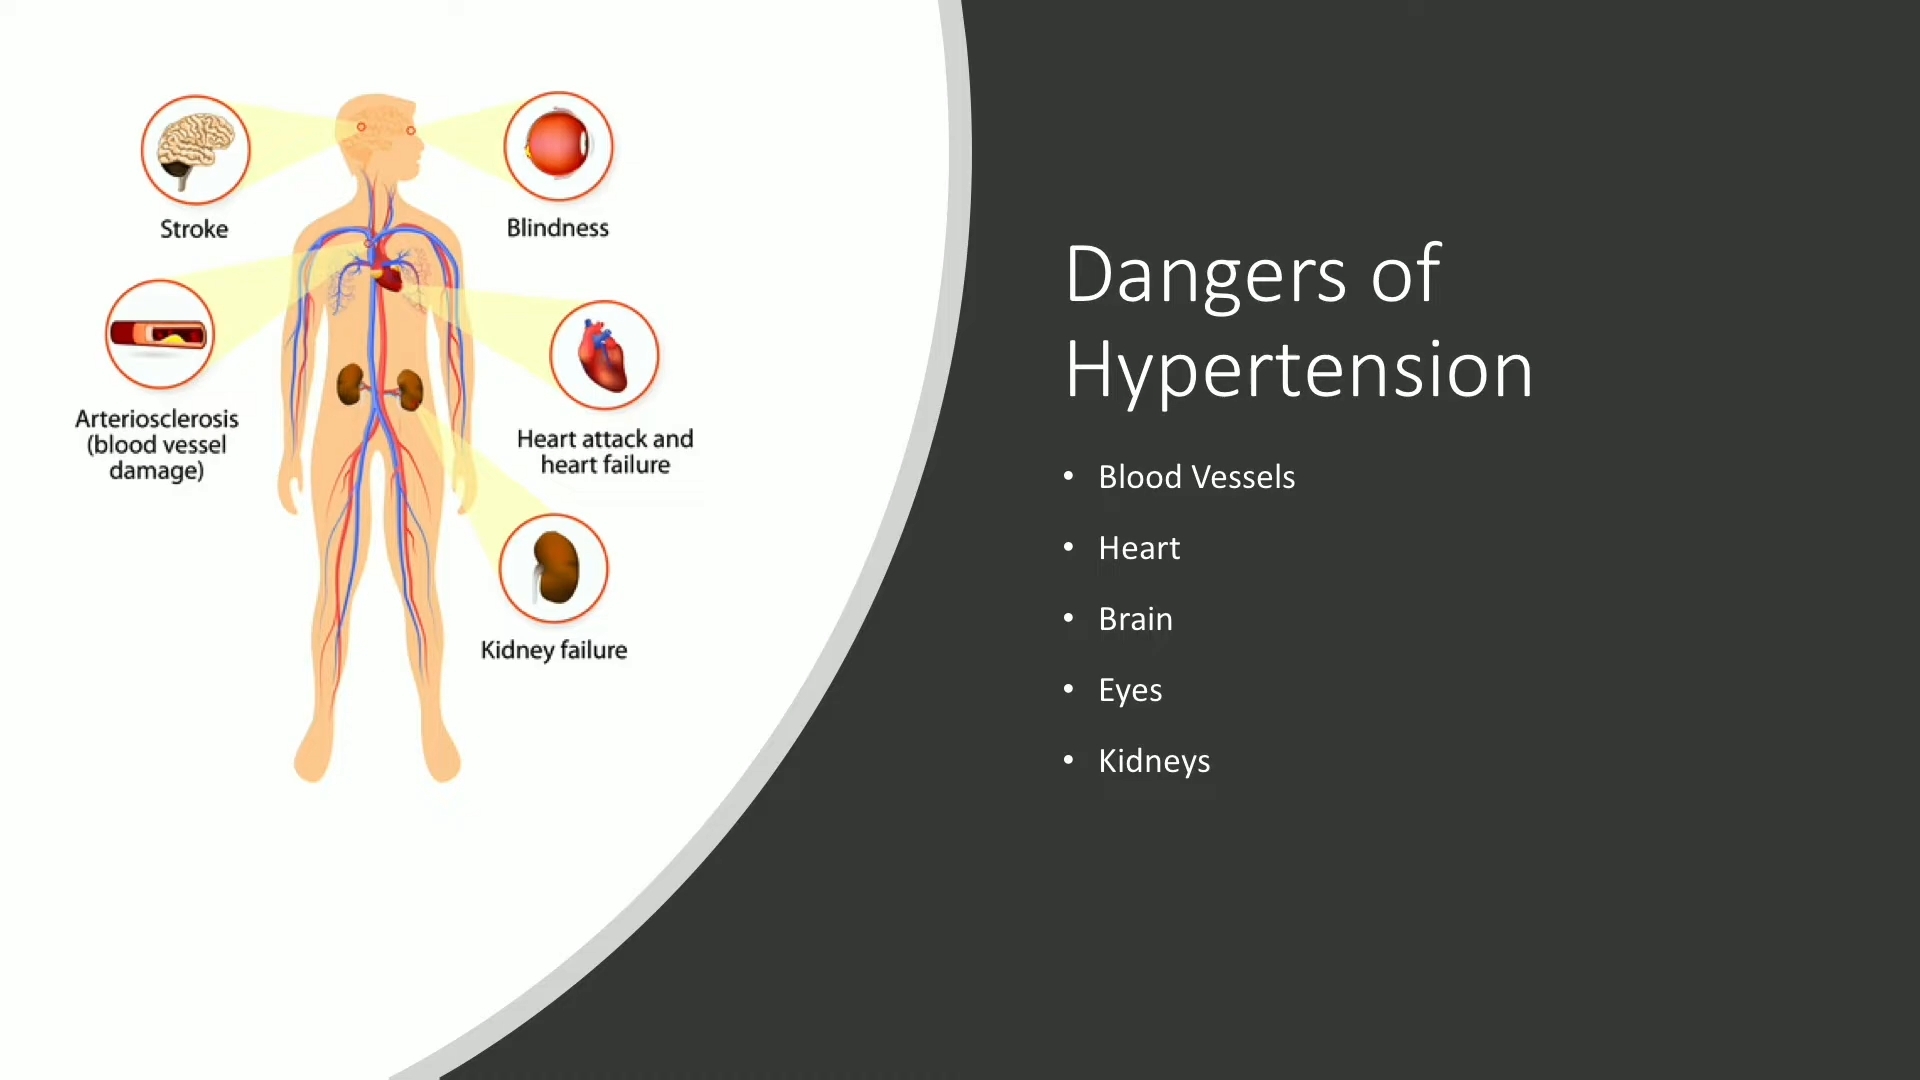 Stroke
Blindness
Arteriosclerosis
(blood vessel
damage)
Heart attack and
heart failure
Kidney failure
Dangers of
Hypertension
• Blood Vessels
• Heart
• Brain
• Eyes
• Kidneys